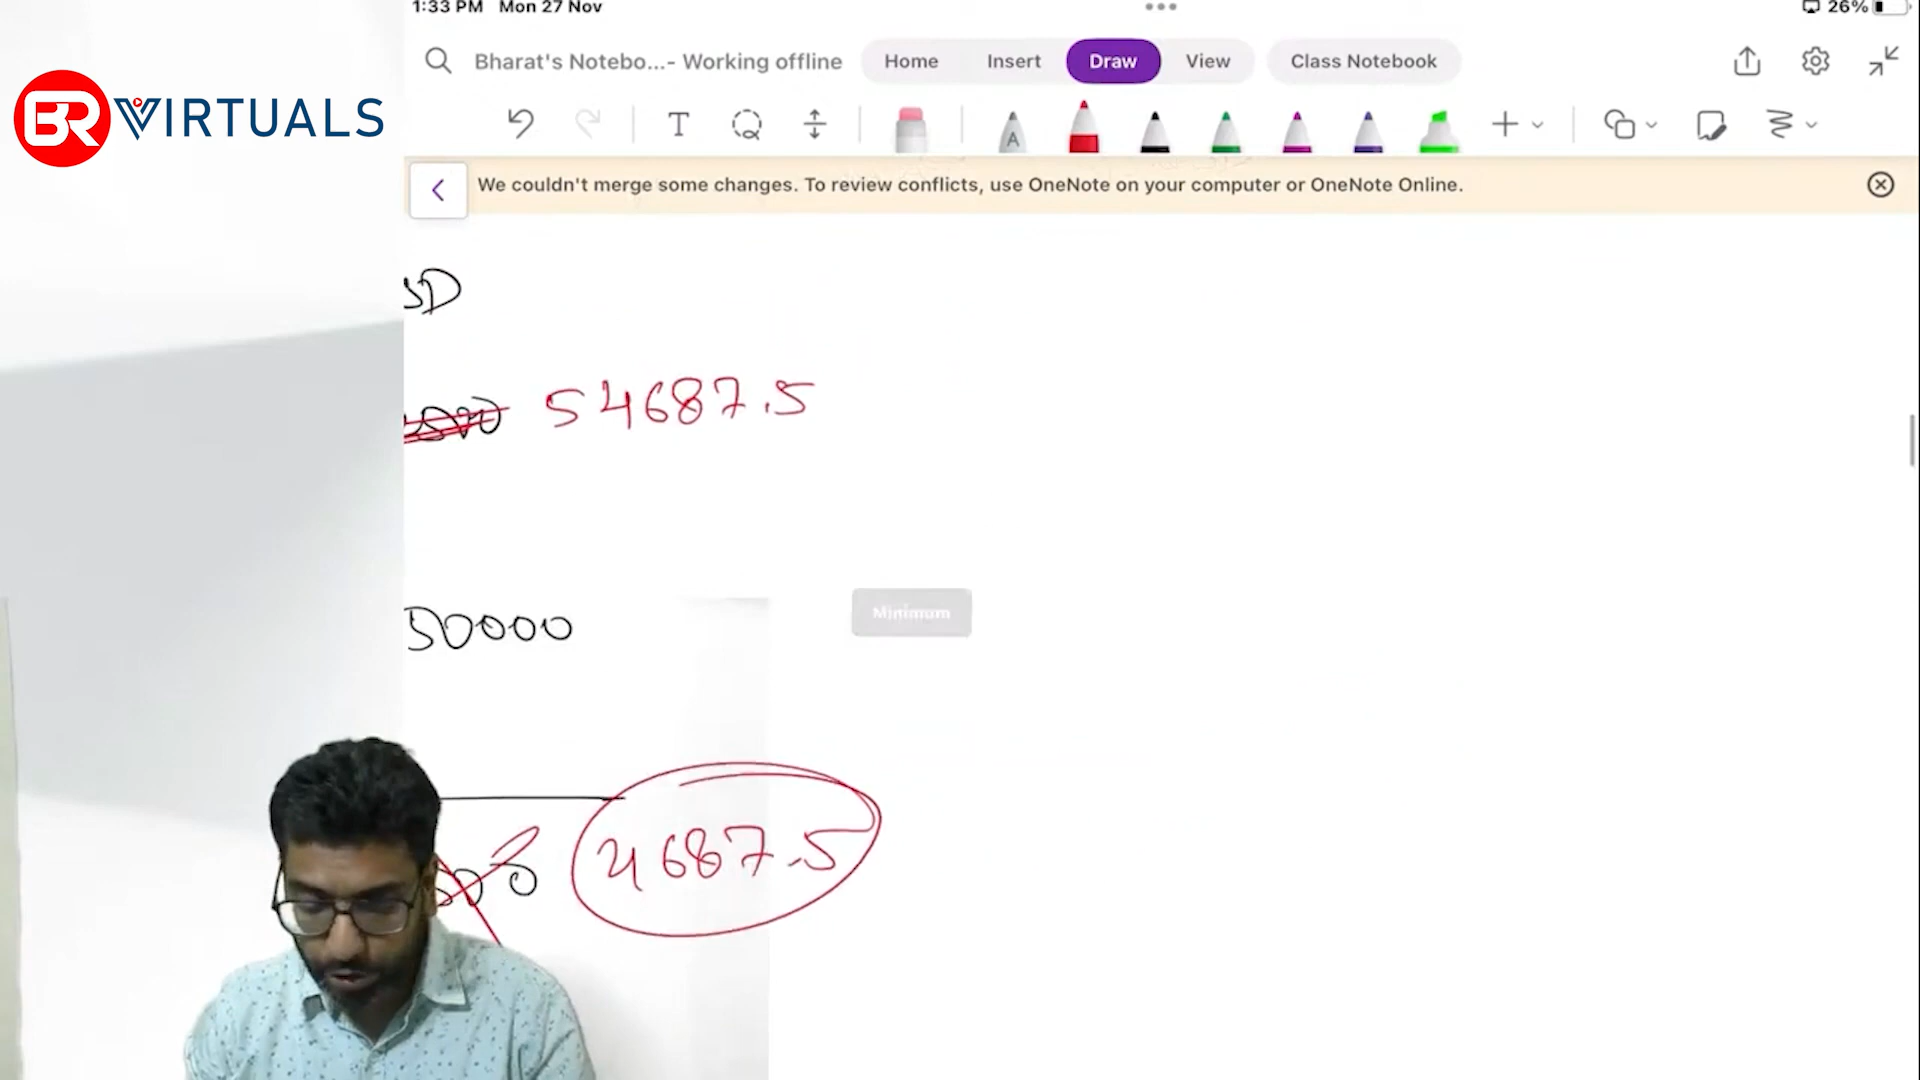 1:33 PM Mon 27 Nov
26%
BR VIRTUALS
Bharat's Notebo...- Working offline
Home Insert Draw View Class Notebook
T
A
We couldn't merge some changes. To review conflicts, use OneNote on your computer or OneNote Online.
SD
54687.5
50000
Minimum
4687.5